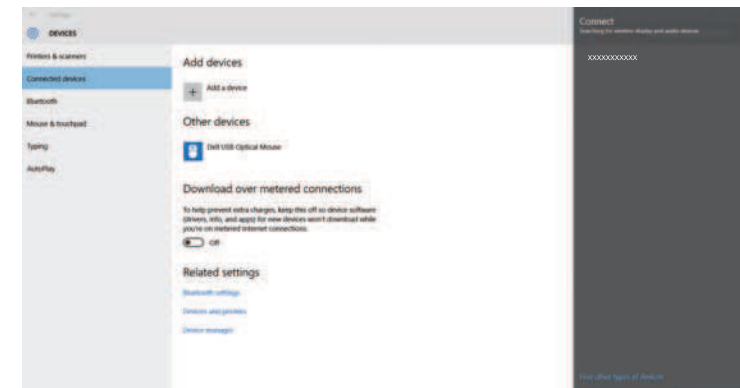 Settings
DEVICES
Printers & scanners
Connected devices
Bluetooth
Mouse & touchpad
Typing
AutoPlay
Add devices
+ Add a device
Other devices
Dell USB Optical Mouse
Download over metered connections
To help prevent extra charges, keep this off so device software
(drivers, info, and apps) for new devices won't download while
you're on metered Internet connections.
Off
Related settings
Bluetooth settings
Devices and printers
Device manager
Connect
Searching for wireless display and audio devices
xxxxxxxxxxx
Find other types of devices